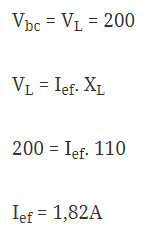 V_bc = V_L = 200
V_L = I_ef. X_L
200 = I_ef. 110
I_ef = 1,82A